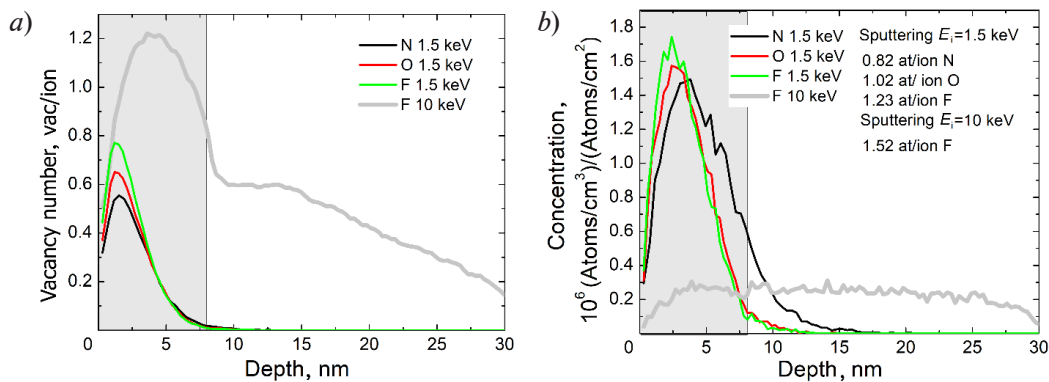 a)
1.2
1.0
0.8
0.6
0.4
0.2
0
5
10
15
20
25
30
Vacancy number, vac/ion
Depth, nm
N 1.5 keV
O 1.5 keV
F 1.5 keV
F 10 keV
b)
1.8
1.6
1.4
1.2
1.0
0.8
0.6
0.4
0.2
0
0
5
10
15
20
25
30
Concentration,
10⁶ (Atoms/cm³)/(Atoms/cm²)
Depth, nm
N 1.5 keV
O 1.5 keV
F 1.5 keV
F 10 keV
Sputtering Eᵢ=1.5 keV
0.82 at/ion N
1.02 at/ ion O
1.23 at/ion F
Sputtering Eᵢ=10 keV
1.52 at/ion F